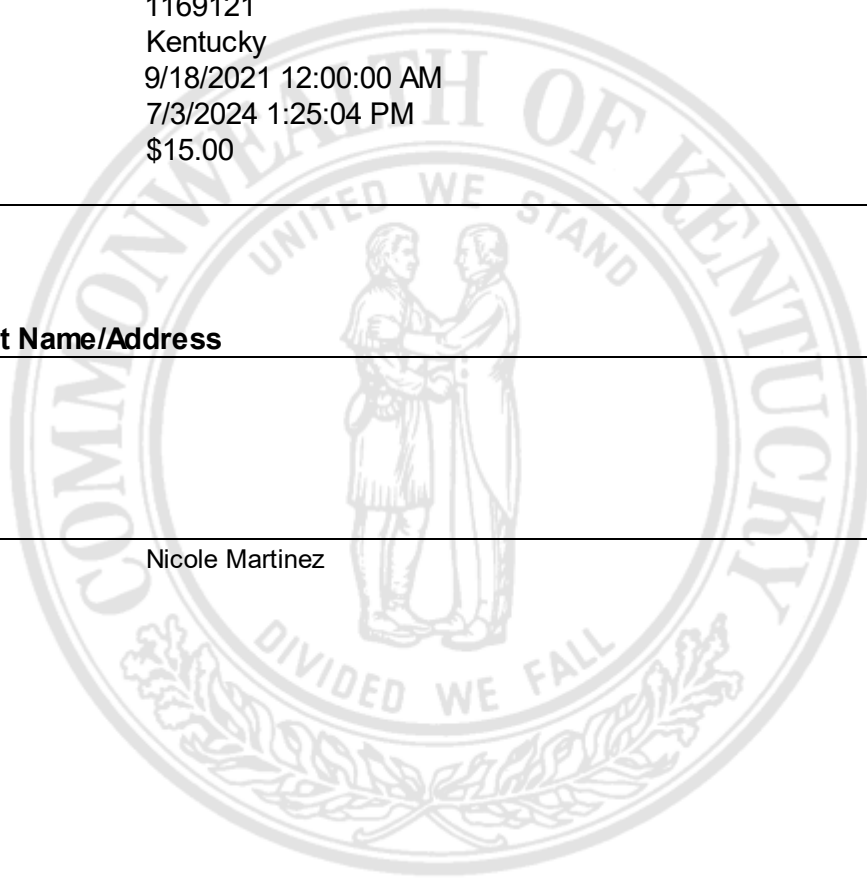 1169121
Kentucky
9/18/2021 12:00:00 AM
7/3/2024 1:25:04 PM
$15.00
t Name/Address
Nicole Martinez
COMMONWEALTH OF KENTUCKY
UNITED WE STAND
DIVIDED WE FALL